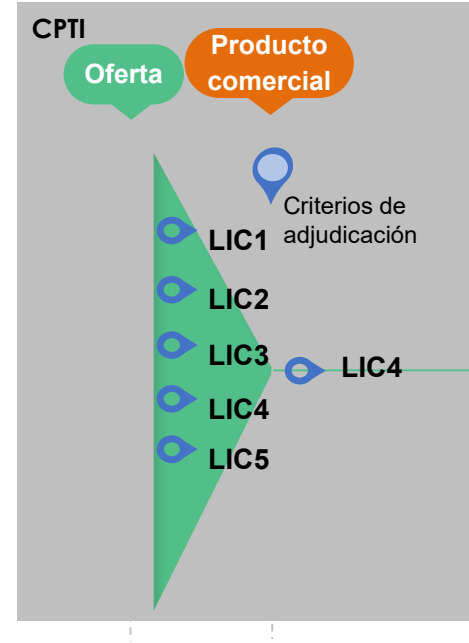 CPTI
Oferta
Producto
comercial
Criterios de
adjudicación
LIC1
LIC2
LIC3
LIC4
LIC4
LIC5